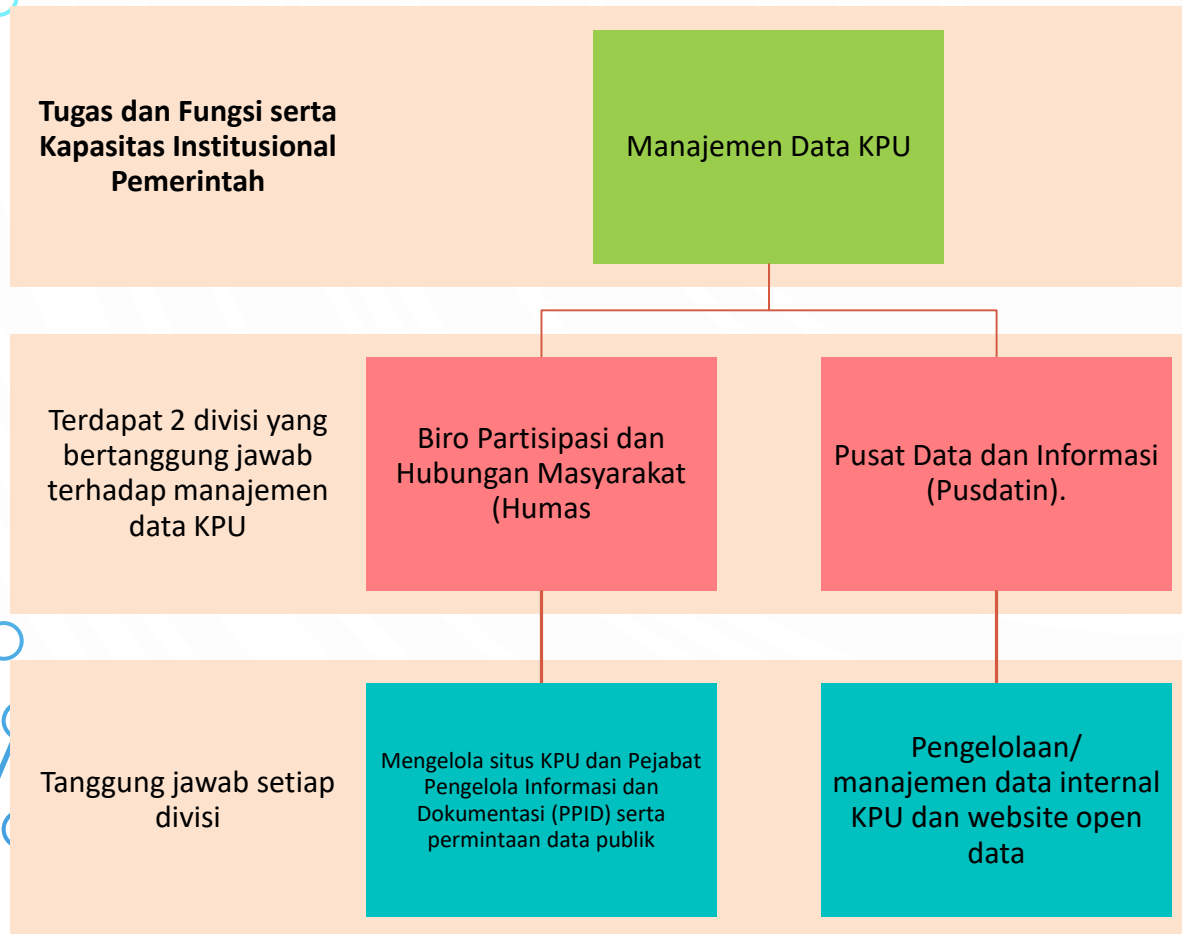 Tugas dan Fungsi serta
Kapasitas Institusional
Pemerintah
Manajemen Data KPU
Terdapat 2 divisi yang
bertanggung jawab
terhadap manajemen
data KPU
Biro Partisipasi dan
Hubungan Masyarakat
(Humas
Pusat Data dan Informasi
(Pusdatin).
Tanggung jawab setiap
divisi
Mengelola situs KPU dan Pejabat
Pengelola Informasi dan
Dokumentasi (PPID) serta
permintaan data publik
Pengelolaan/
manajemen data internal
KPU dan website open
data